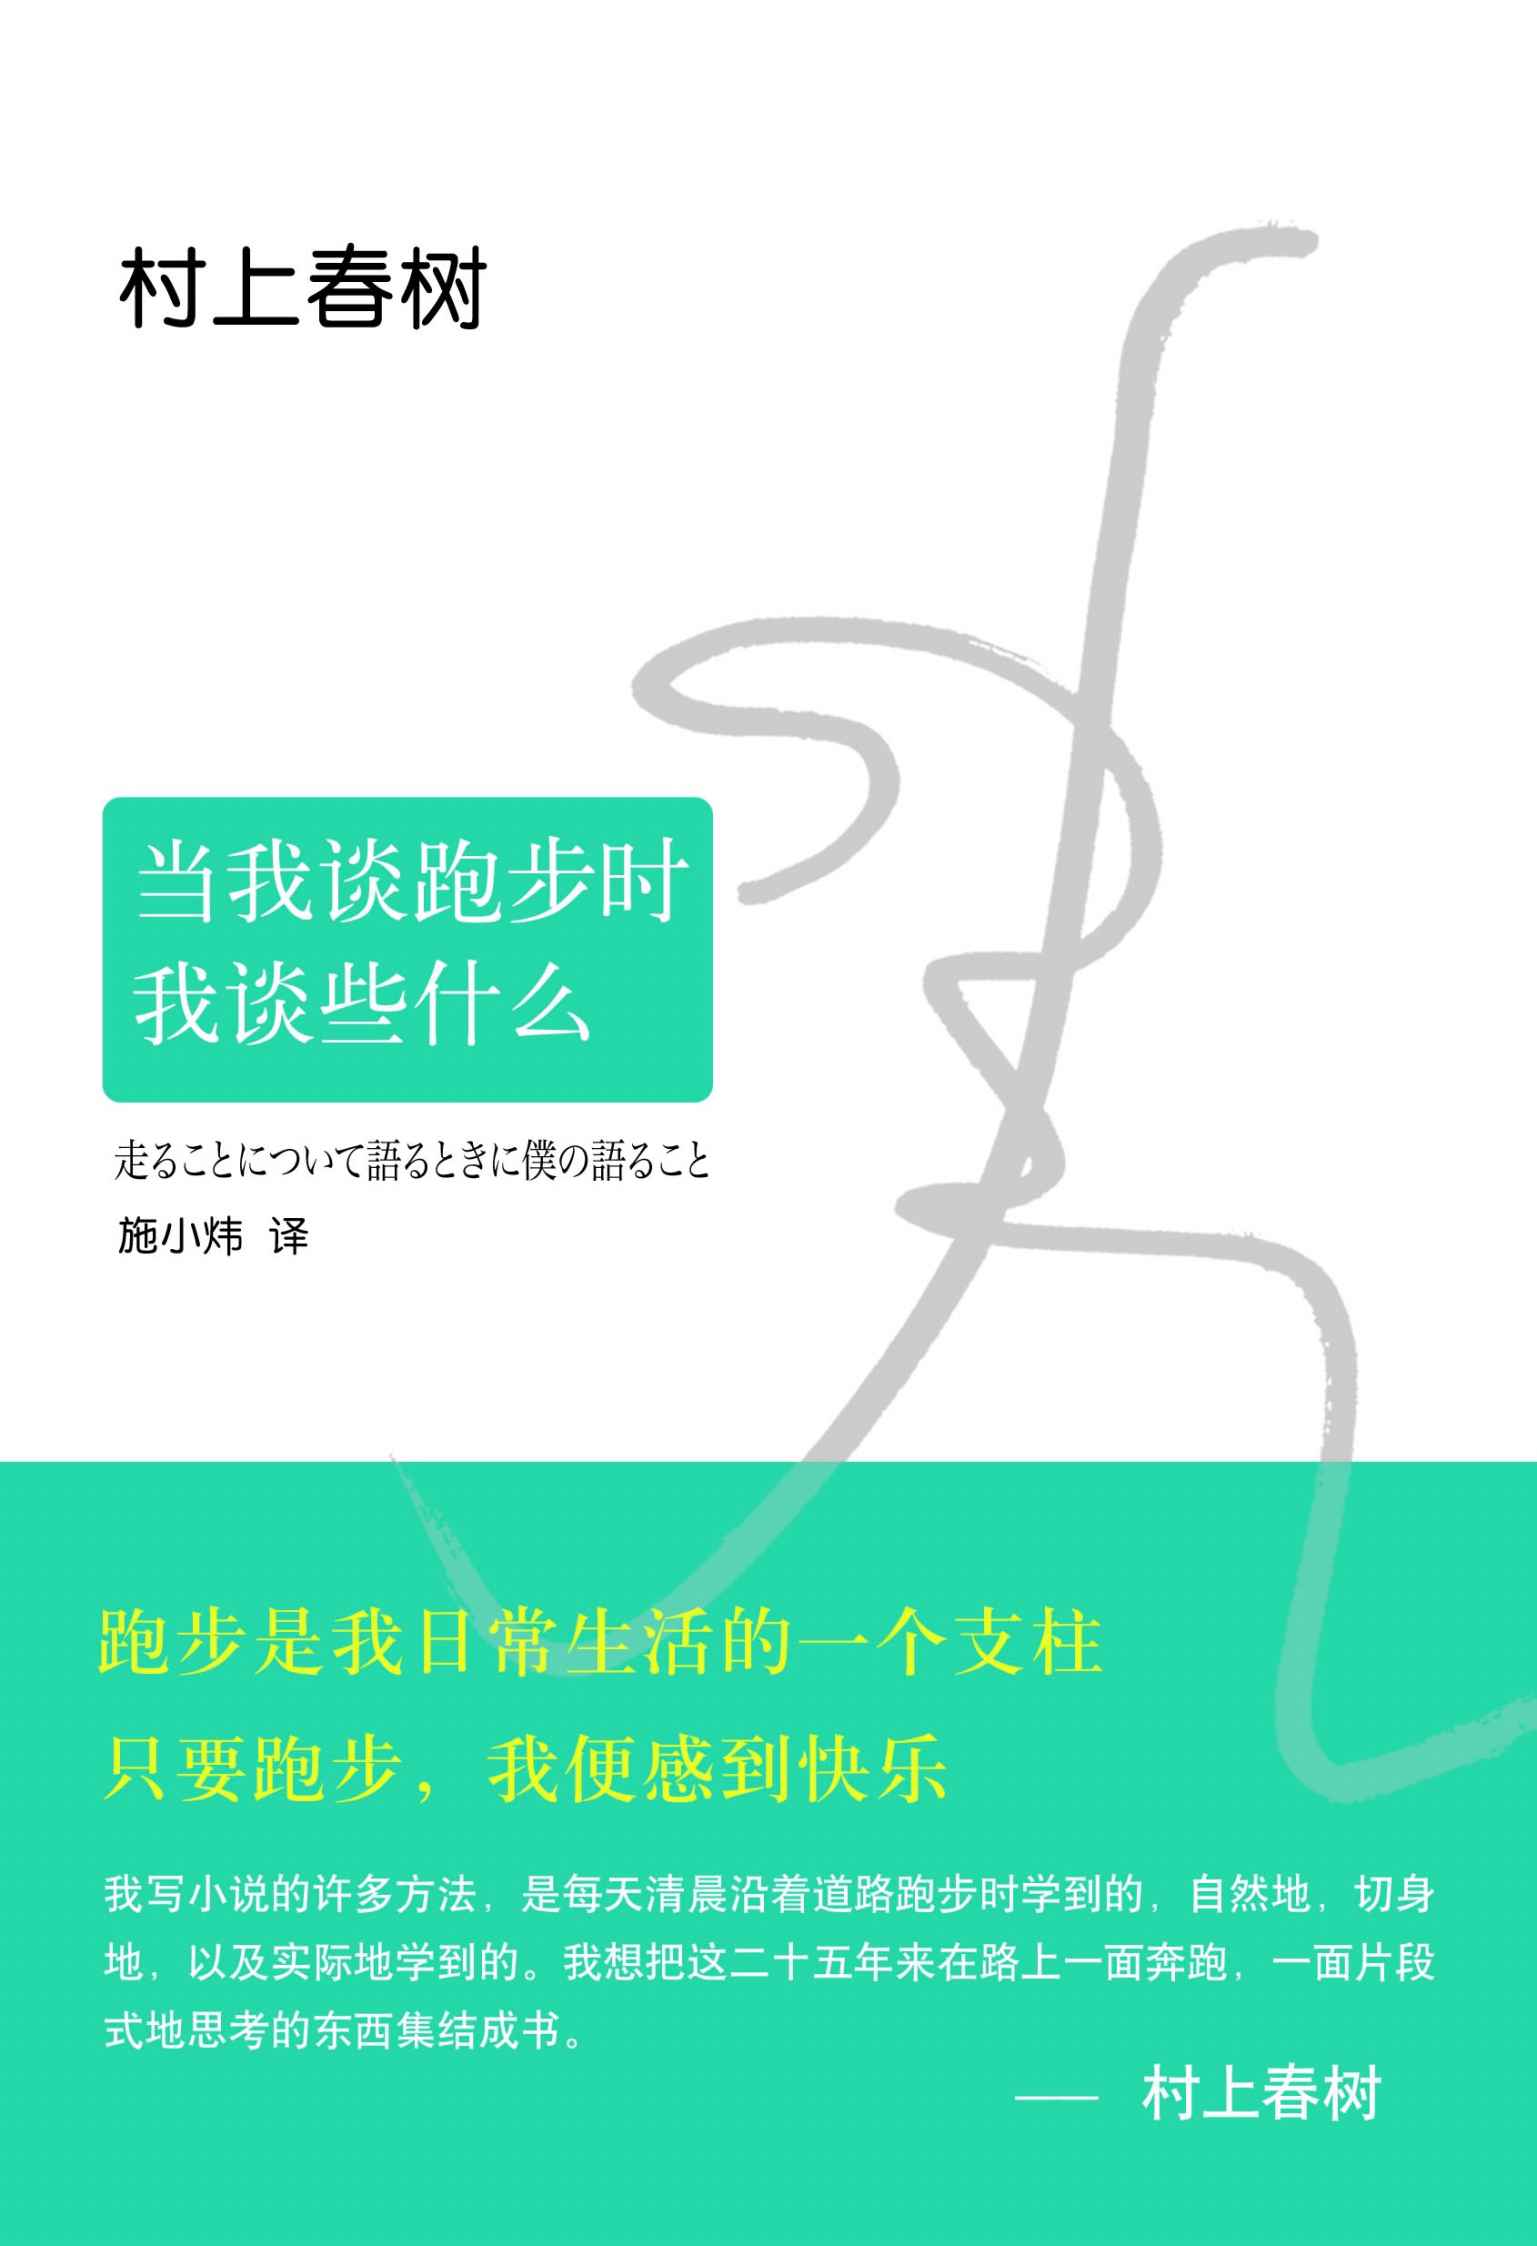 村上春树
当我谈跑步时
我谈些什么
走ることについて語るときに僕の語ること
施小炜 译
跑步是我日常生活的一个支柱
只要跑步，我便感到快乐
我写小说的许多方法，是每天清晨沿着道路跑步时学到的，自然地，切身
地，以及实际地学到的。我想把这二十五年来在路上一面奔跑，一面片段
式地思考的东西集结成书。
—— 村上春树